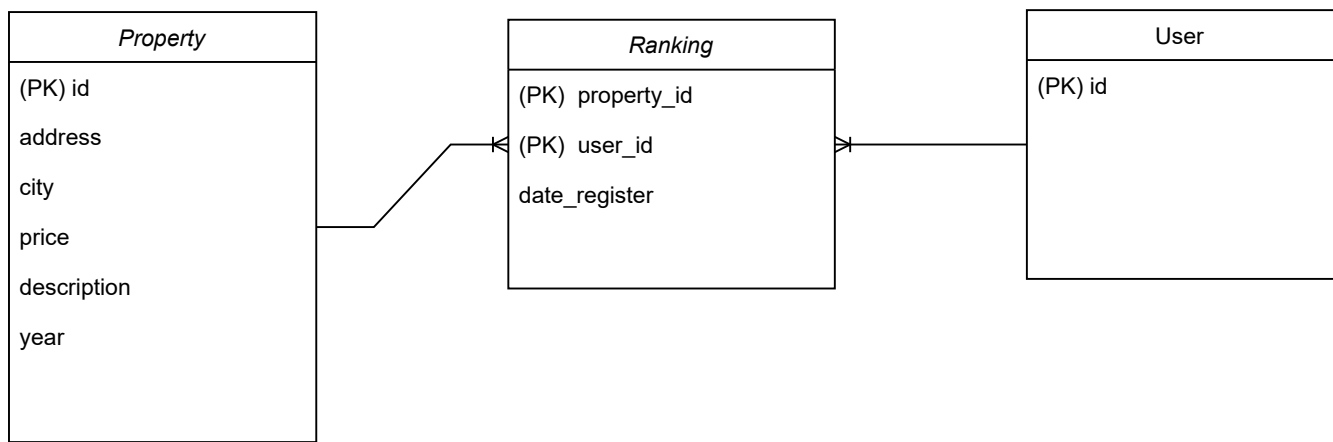 Property
(PK) id
address
city
price
description
year
Ranking
(PK) property_id
(PK) user_id
date_register
User
(PK) id